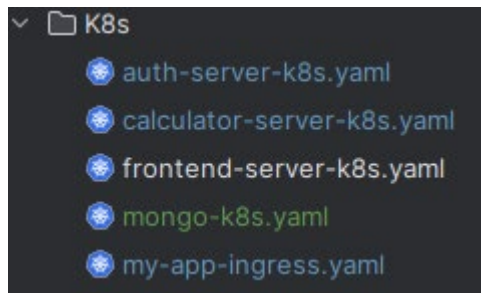 K8s
auth-server-k8s.yaml
calculator-server-k8s.yaml
frontend-server-k8s.yaml
mongo-k8s.yaml
my-app-ingress.yaml